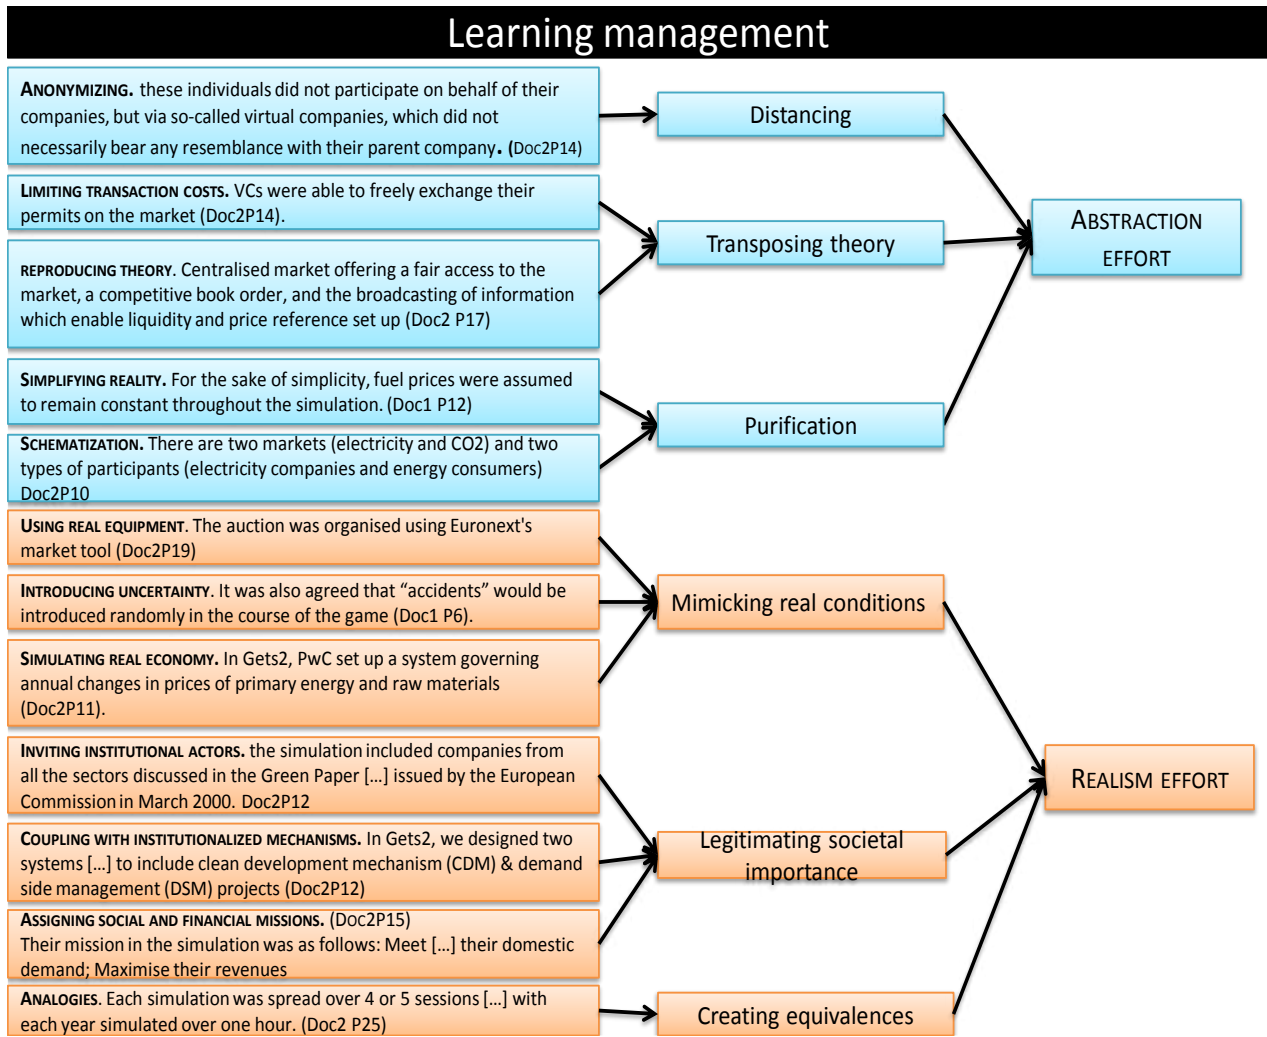 Learning management
ANONYMIZING. these individuals did not participate on behalf of their
companies, but via so-called virtual companies, which did not
necessarily bear any resemblance with their parent company. (Doc2P14)
Distancing
LIMITING TRANSACTION COSTS. VCs were able to freely exchange their
permits on the market (Doc2P14).
REPRODUCING THEORY. Centralised market offering a fair access to the
market, a competitive book order, and the broadcasting of information
which enable liquidity and price reference set up (Doc2 P17)
Transposing theory
ABSTRACTION
EFFORT
SIMPLIFYING REALITY. For the sake of simplicity, fuel prices were assumed
to remain constant throughout the simulation. (Doc1 P12)
SCHEMATIZATION. There are two markets (electricity and CO2) and two
types of participants (electricity companies and energy consumers)
Doc2P10
Purification
USING REAL EQUIPMENT. The auction was organised using Euronext's
market tool (Doc2P19)
INTRODUCING UNCERTAINTY. It was also agreed that “accidents” would be
introduced randomly in the course of the game (Doc1 P6).
SIMULATING REAL ECONOMY. In Gets2, PwC set up a system governing
annual changes in prices of primary energy and raw materials
(Doc2P11).
Mimicking real conditions
INVITING INSTITUTIONAL ACTORS. the simulation included companies from
all the sectors discussed in the Green Paper [...] issued by the European
Commission in March 2000. Doc2P12
COUPLING WITH INSTITUTIONALIZED MECHANISMS. In Gets2, we designed two
systems [...] to include clean development mechanism (CDM) & demand
side management (DSM) projects (Doc2P12)
ASSIGNING SOCIAL AND FINANCIAL MISSIONS. (Doc2P15)
Their mission in the simulation was as follows: Meet [...] their domestic
demand; Maximise their revenues
Legitimating societal
importance
REALISM EFFORT
ANALOGIES. Each simulation was spread over 4 or 5 sessions [...] with
each year simulated over one hour. (Doc2 P25)
Creating equivalences